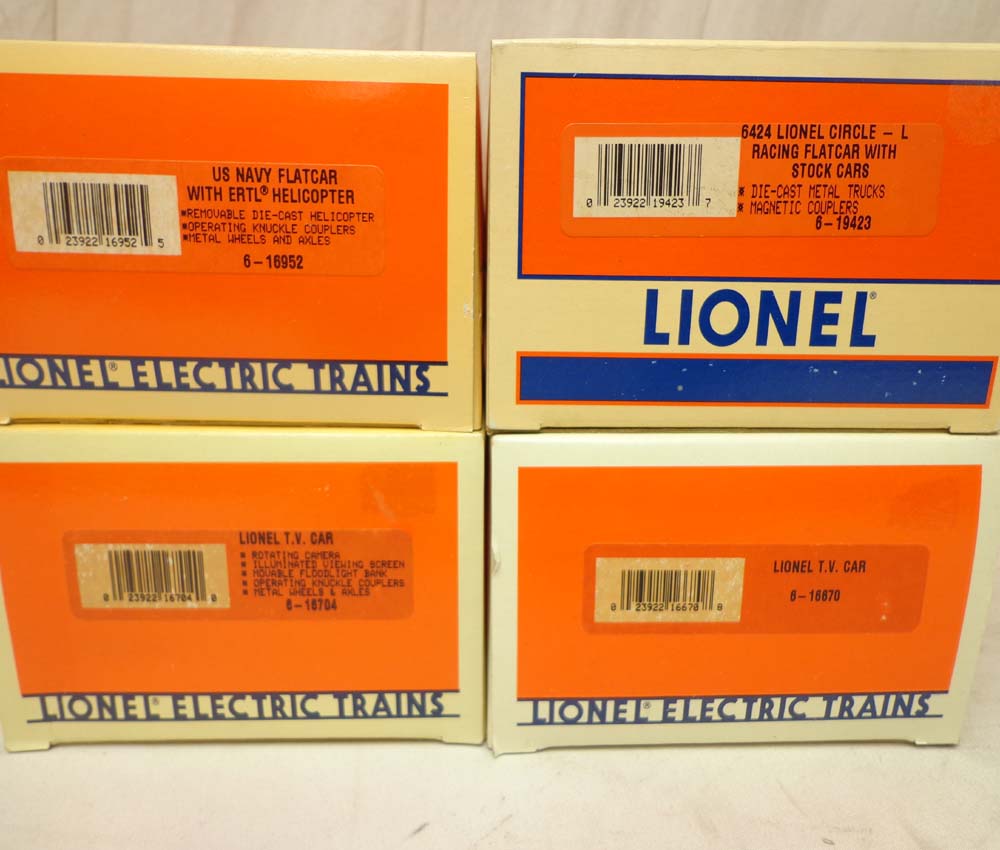 US NAVY FLATCAR
WITH ERTL® HELICOPTER
*REMOVABLE DIE-CAST HELICOPTER
*OPERATING KNUCKLE COUPLERS
*METAL WHEELS AND AXLES
6-16952
0 23922 16952 5
LIONEL® ELECTRIC TRAINS
6424 LIONEL CIRCLE - L
RACING FLATCAR WITH
STOCK CARS
* DIE-CAST METAL TRUCKS
* MAGNETIC COUPLERS
6-19423
0 23922 19423 7
LIONEL®
LIONEL T.V. CAR
* ROTATING CAMERA
* ILLUMINATED VIEWING SCREEN
* MOVABLE FLOODLIGHT BANK
* OPERATING KNUCKLE COUPLERS
* METAL WHEELS & AXLES
6-16704
0 23922 16704 0
LIONEL® ELECTRIC TRAINS
LIONEL T.V. CAR
6-16670
0 23922 16670 8
LIONEL® ELECTRIC TRAINS